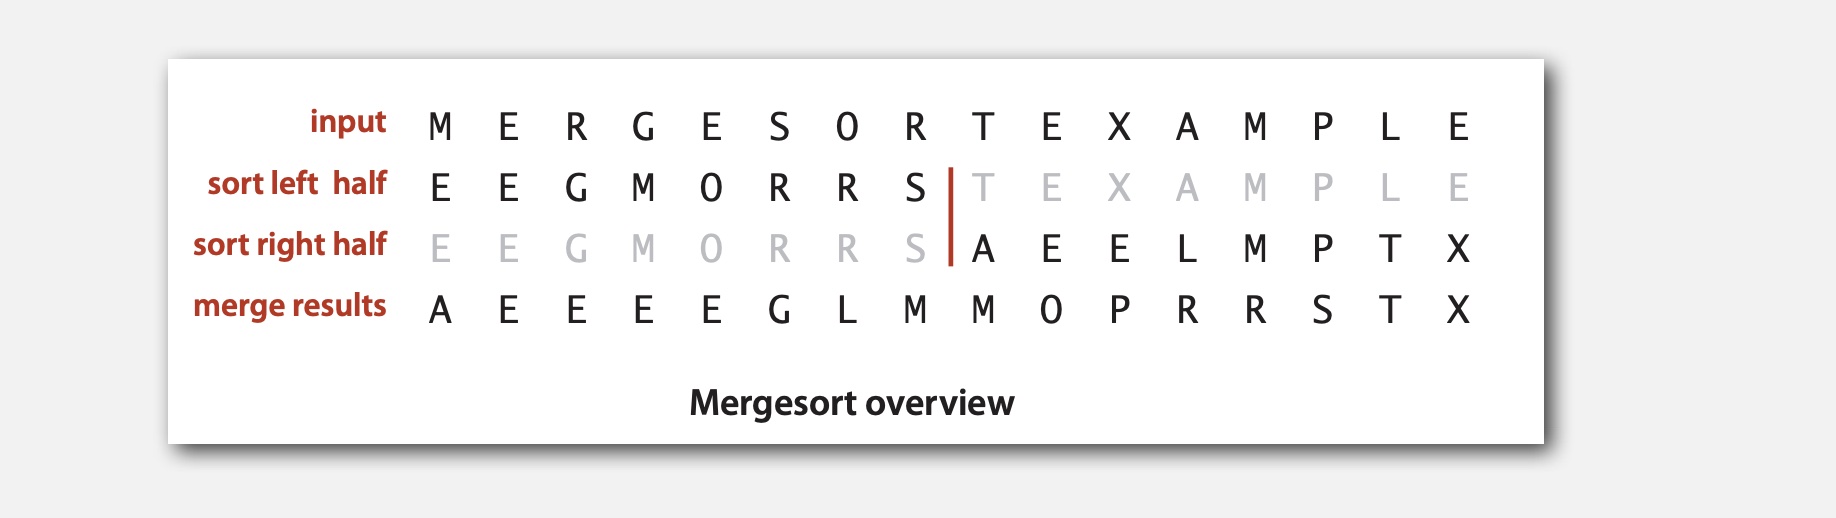 input M E R G E S O R T E X A M P L E
sort left half E E G M O R R S T E X A M P L E
sort right half E E G M O R R S A E E L M P T X
merge results A E E E E G L M M O P R R S T X
Mergesort overview